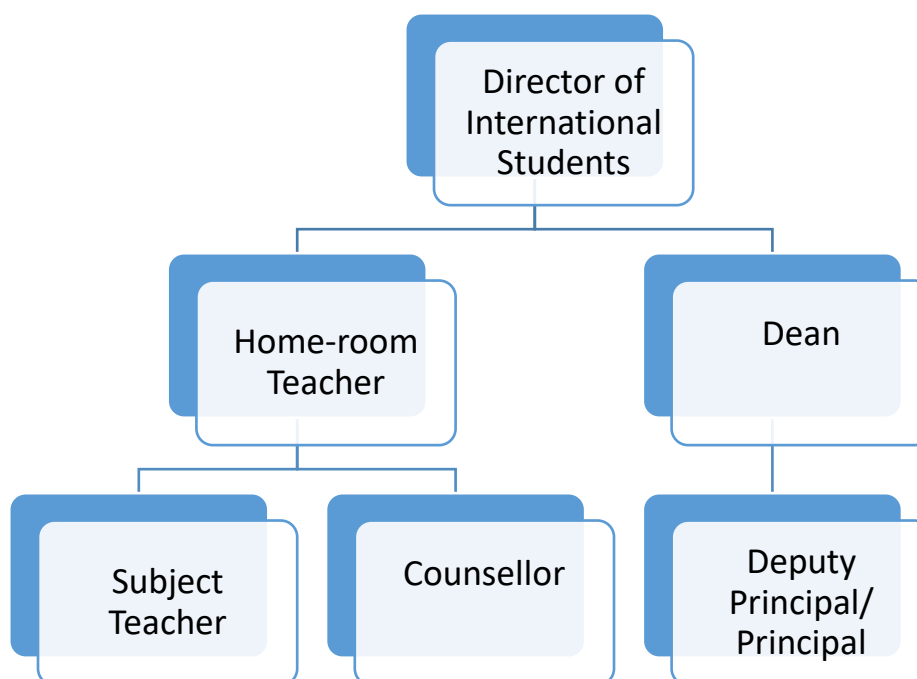 Director of
International
Students
Home-room
Teacher
Dean
Subject
Teacher
Counsellor
Deputy
Principal/
Principal